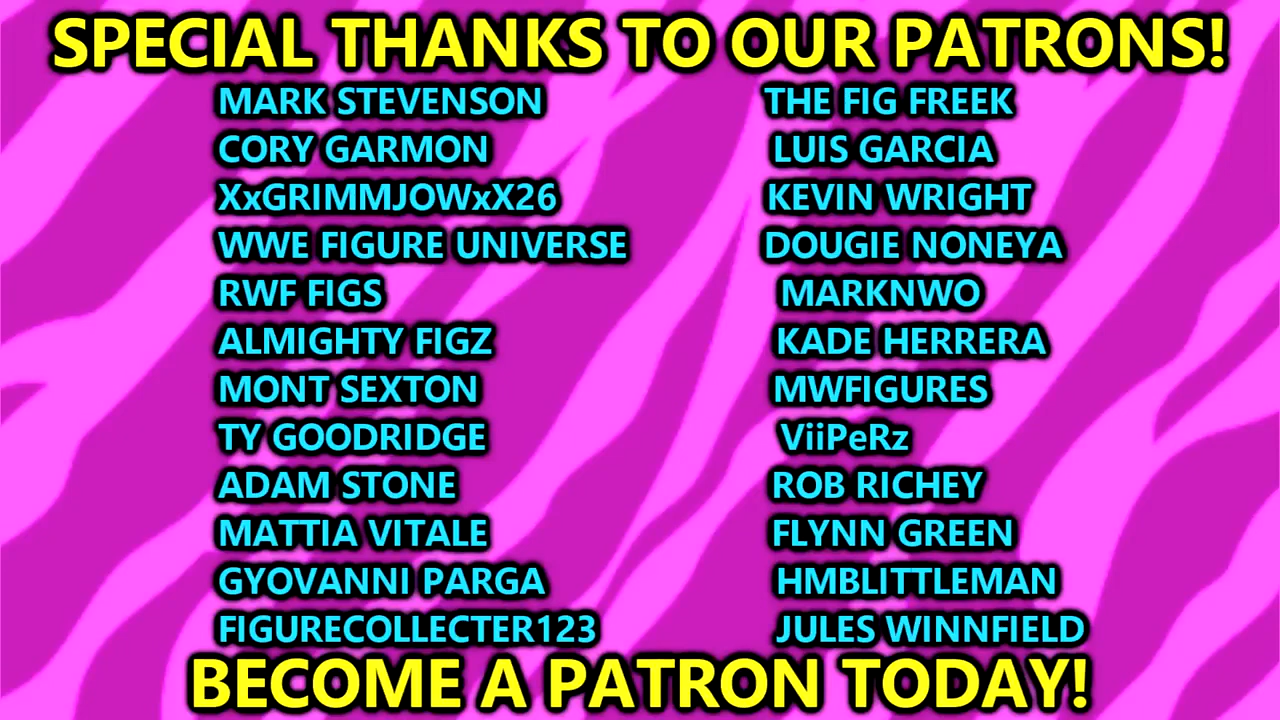 SPECIAL THANKS TO OUR PATRONS!
MARK STEVENSON
CORY GARMON
XxGRIMMJOWxX26
WWE FIGURE UNIVERSE
RWF FIGS
ALMIGHTY FIGZ
MONT SEXTON
TY GOODRIDGE
ADAM STONE
MATTIA VITALE
GYOVANNI PARGA
FIGURECOLLECTER123
THE FIG FREEK
LUIS GARCIA
KEVIN WRIGHT
DOUGIE NONEYA
MARKNWO
KADE HERRERA
MWFIGURES
ViiPeRz
ROB RICHEY
FLYNN GREEN
HMBLITTLEMAN
JULES WINNFIELD
BECOME A PATRON TODAY!